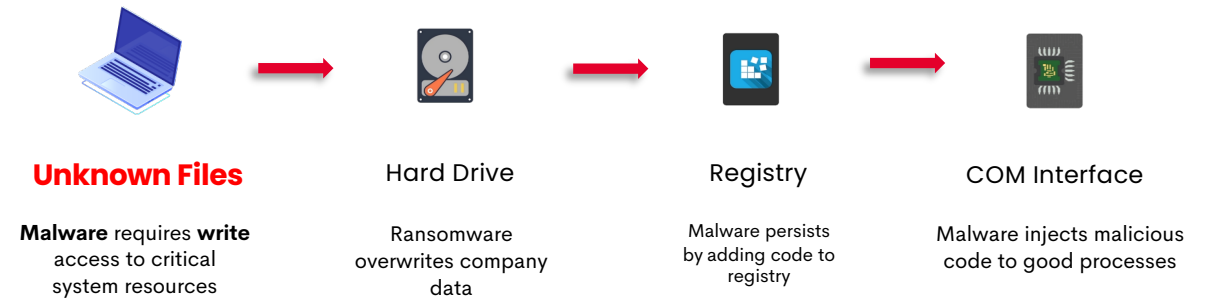 Unknown Files
Malware requires write
access to critical
system resources
Hard Drive
Ransomware
overwrites company
data
Registry
Malware persists
by adding code to
registry
COM Interface
Malware injects malicious
code to good processes